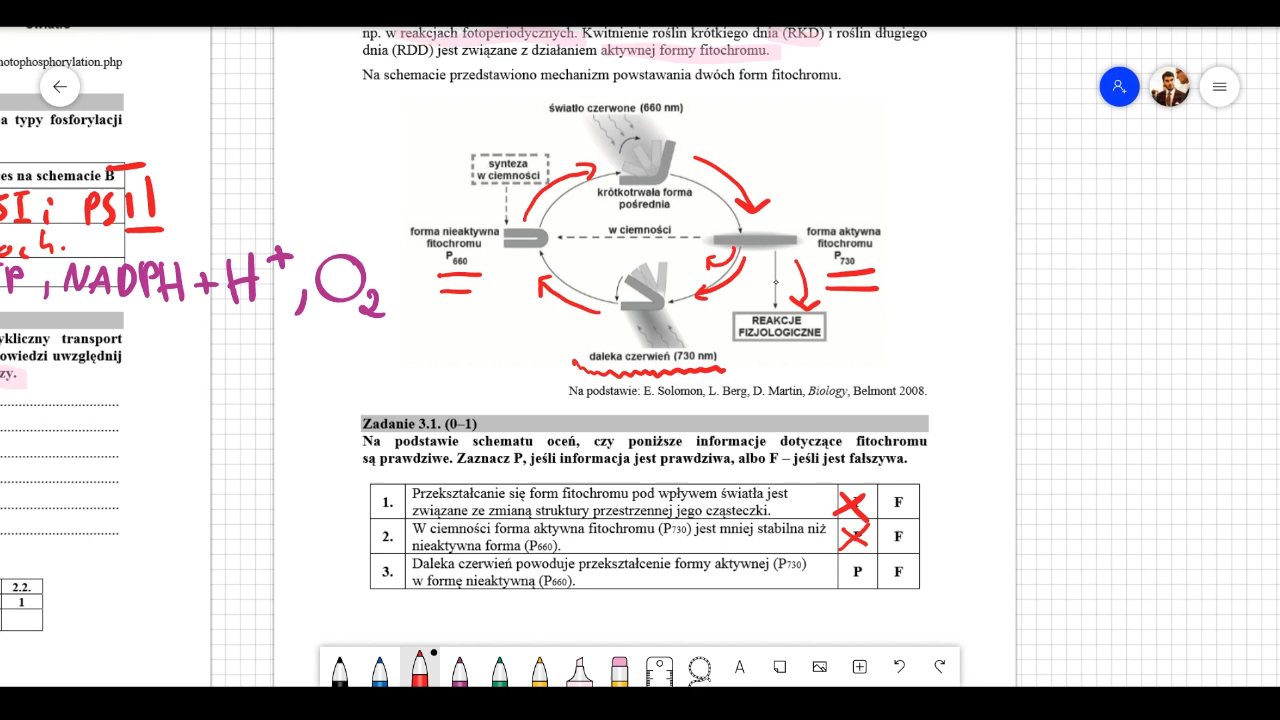 notophosphorylation.php
a typy fosforylacji
ces na schemacie B
SI i PSII
och.
TP, NADPH + H⁺, O₂
ykliczny transport
owiedzi uwzględnij
zy.
2.2.
1
np. w reakcjach fotoperiodycznych. Kwitnienie roślin krótkiego dnia (RKD) i roślin długiego
dnia (RDD) jest związane z działaniem aktywnej formy fitochromu.
Na schemacie przedstawiono mechanizm powstawania dwóch form fitochromu.
światło czerwone (660 nm)
synteza
w ciemności
krótkotrwała forma
pośrednia
forma nieaktywna
fitochromu
P₆₆₀
w ciemności
forma aktywna
fitochromu
P₇₃₀
REAKCJE
FIZJOLOGICZNE
daleka czerwień (730 nm)
Na podstawie: E. Solomon, L. Berg, D. Martin, Biology, Belmont 2008.
Zadanie 3.1. (0–1)
Na podstawie schematu oceń, czy poniższe informacje dotyczące fitochromu
są prawdziwe. Zaznacz P, jeśli informacja jest prawdziwa, albo F – jeśli jest fałszywa.
1. Przekształcanie się form fitochromu pod wpływem światła jest
związane ze zmianą struktury przestrzennej jego cząsteczki. P F
2. W ciemności forma aktywna fitochromu (P₇₃₀) jest mniej stabilna niż
nieaktywna forma (P₆₆₀). P F
3. Daleka czerwień powoduje przekształcenie formy aktywnej (P₇₃₀)
w formę nieaktywną (P₆₆₀). P F
A